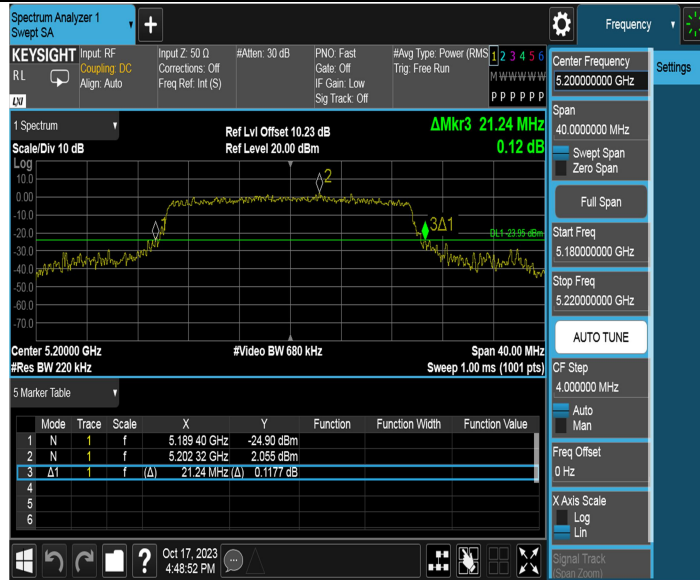 Spectrum Analyzer 1
Swept SA
Frequency
KEYSIGHT
RL
LXI
Input: RF
Coupling: DC
Align: Auto
Input Z: 50 Ω
Corrections: Off
Freq Ref: Int (S)
#Atten: 30 dB
PNO: Fast
Gate: Off
IF Gain: Low
Sig Track: Off
#Avg Type: Power (RMS
Trig: Free Run
1 2 3 4 5 6
M W W W W W
P P P P P P
Center Frequency
5.200000000 GHz
Settings
1 Spectrum
Scale/Div 10 dB
Ref Lvl Offset 10.23 dB
Ref Level 20.00 dBm
ΔMkr3 21.24 MHz
0.12 dB
Span
40.0000000 MHz
Swept Span
Zero Span
Full Span
Start Freq
5.180000000 GHz
Stop Freq
5.220000000 GHz
AUTO TUNE
CF Step
4.000000 MHz
Auto
Man
Freq Offset
0 Hz
X Axis Scale
Log
Lin
Signal Track
(Span Zoom)
Log
10.0
0.00
-10.0
-20.0
-30.0
-40.0
-50.0
-60.0
-70.0
1
2
3Δ1
DL1 -23.95 dBm
Center 5.20000 GHz
#Res BW 220 kHz
#Video BW 680 kHz
Span 40.00 MHz
Sweep 1.00 ms (1001 pts)
5 Marker Table
Mode Trace Scale X Y Function Function Width Function Value
1 N 1 f 5.189 40 GHz -24.90 dBm
2 N 1 f 5.202 32 GHz 2.055 dBm
3 Δ1 1 f (Δ) 21.24 MHz (Δ) 0.1177 dB
4
5
6
?
Oct 17, 2023
4:48:52 PM